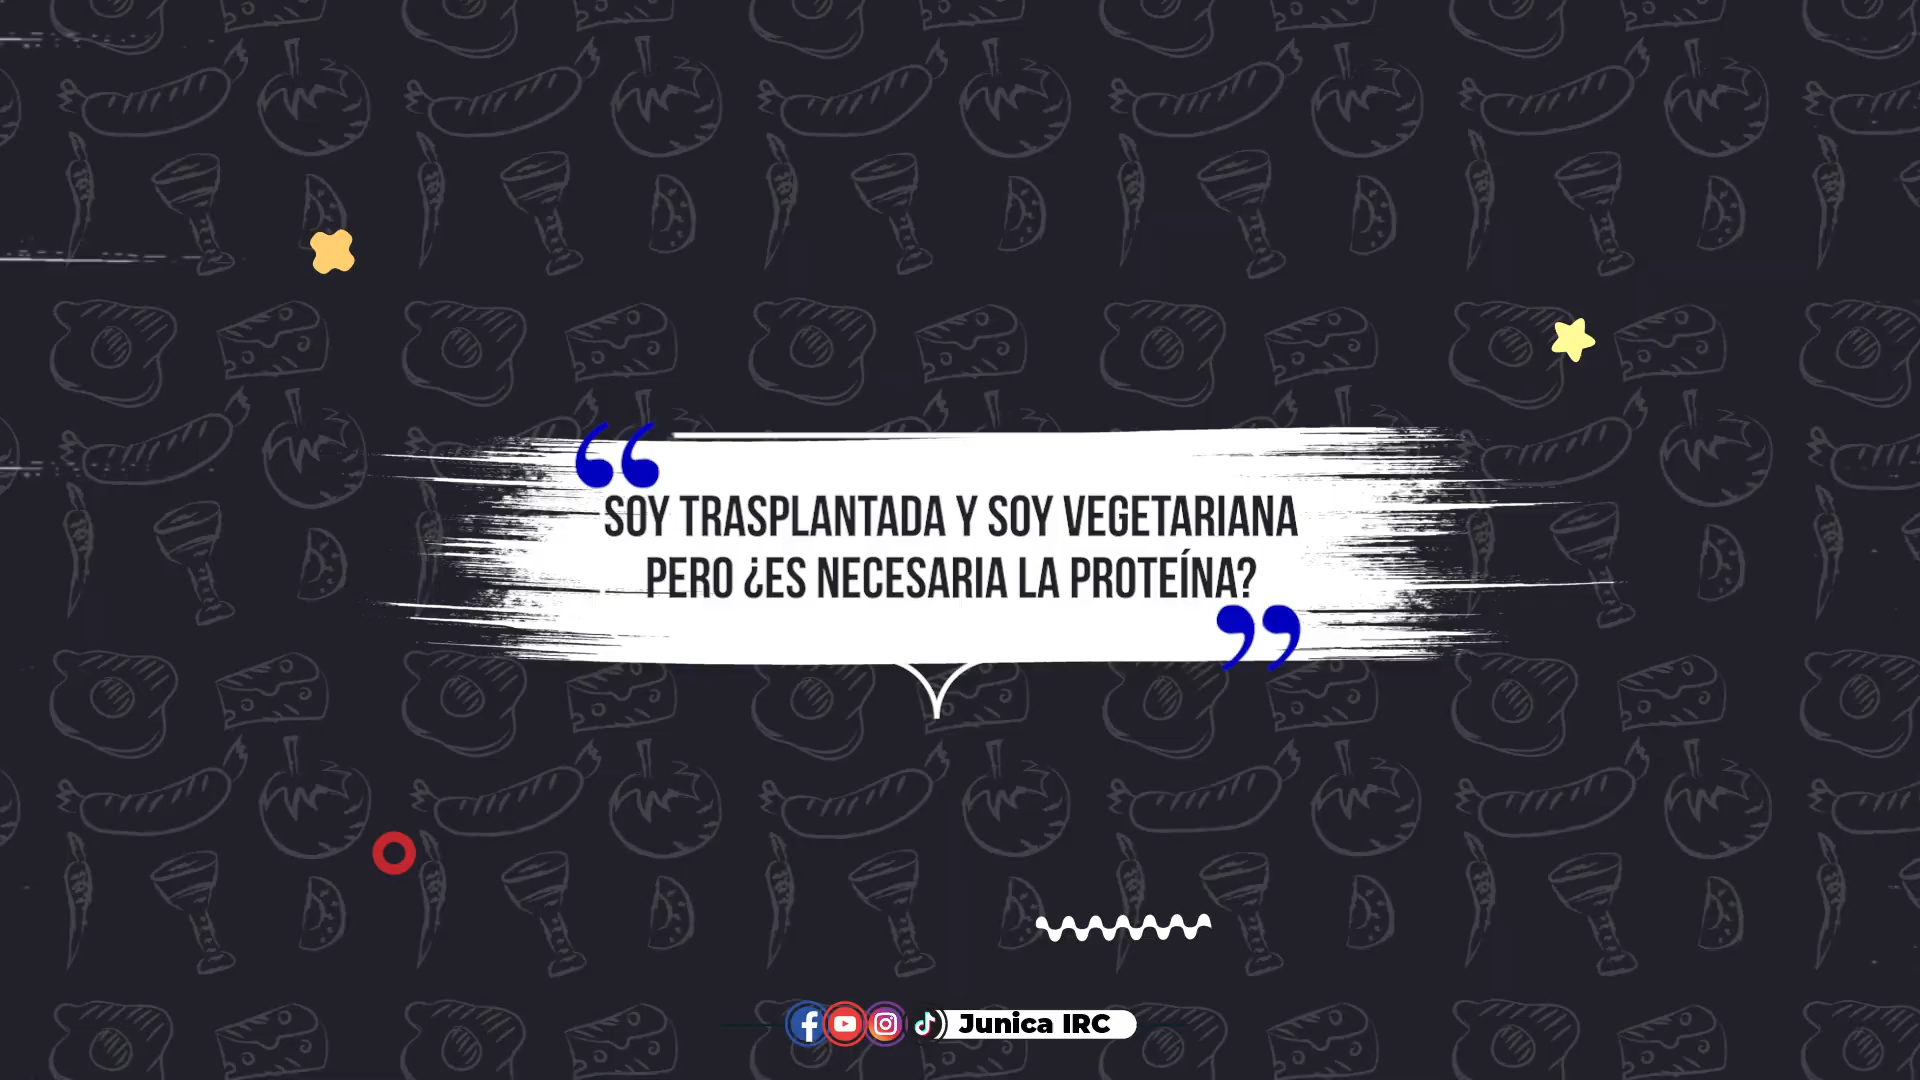 SOY TRASPLANTADA Y SOY VEGETARIANA
PERO ¿ES NECESARIA LA PROTEÍNA?
Junica IRC